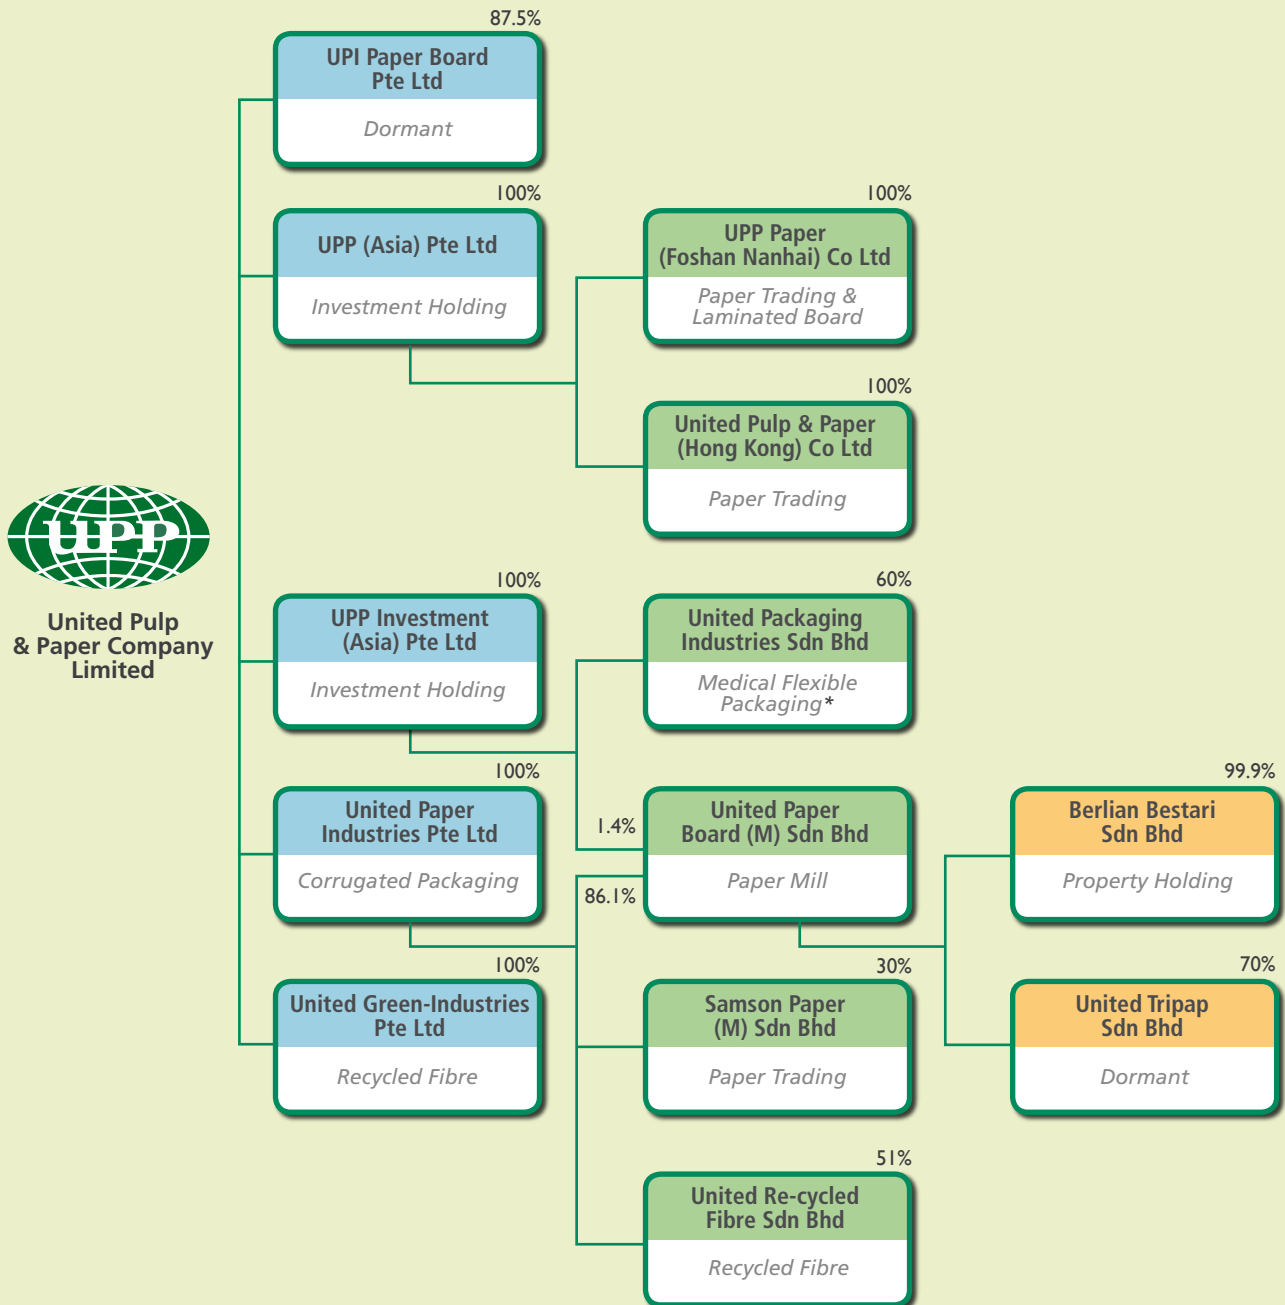 87.5%
UPI Paper Board
Pte Ltd
Dormant
100%
UPP (Asia) Pte Ltd
Investment Holding
100%
UPP Paper
(Foshan Nanhai) Co Ltd
Paper Trading &
Laminated Board
100%
United Pulp & Paper
(Hong Kong) Co Ltd
Paper Trading
UPP
United Pulp
& Paper Company
Limited
100%
UPP Investment
(Asia) Pte Ltd
Investment Holding
60%
United Packaging
Industries Sdn Bhd
Medical Flexible
Packaging*
100%
United Paper
Industries Pte Ltd
Corrugated Packaging
1.4%
86.1%
United Paper
Board (M) Sdn Bhd
Paper Mill
99.9%
Berlian Bestari
Sdn Bhd
Property Holding
100%
United Green-Industries
Pte Ltd
Recycled Fibre
30%
Samson Paper
(M) Sdn Bhd
Paper Trading
70%
United Tripap
Sdn Bhd
Dormant
51%
United Re-cycled
Fibre Sdn Bhd
Recycled Fibre